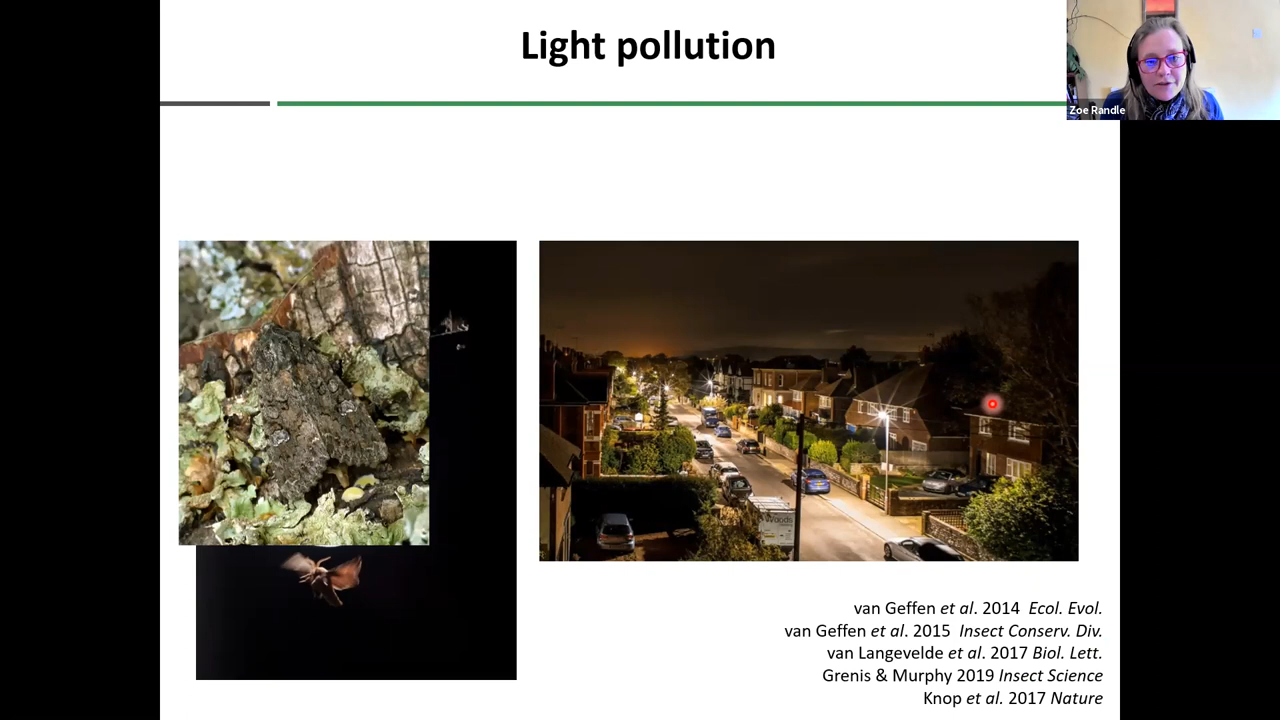 Light pollution
Zoe Randle
Woods
van Geffen et al. 2014 Ecol. Evol.
van Geffen et al. 2015 Insect Conserv. Div.
van Langevelde et al. 2017 Biol. Lett.
Grenis & Murphy 2019 Insect Science
Knop et al. 2017 Nature